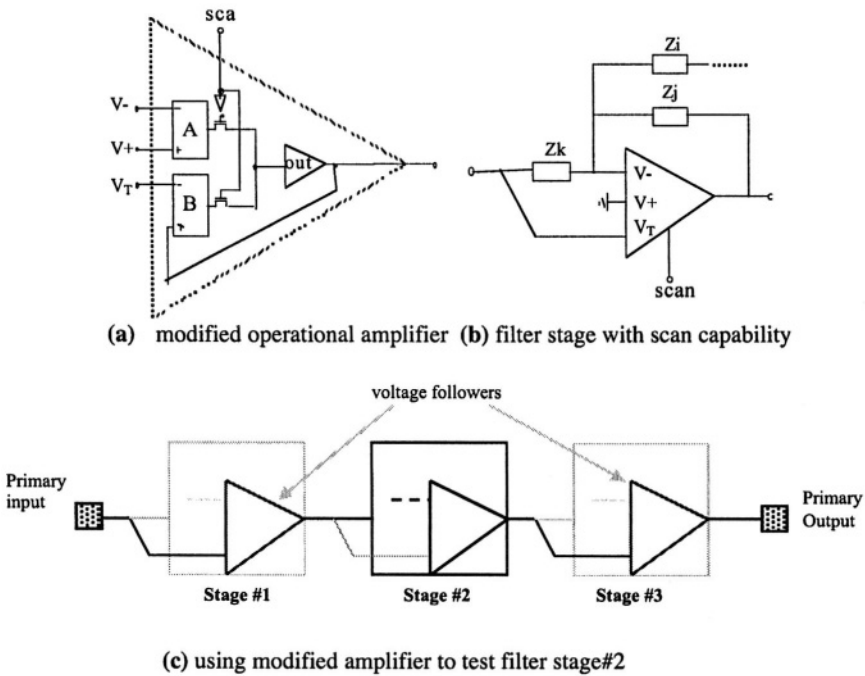 sca
V-
V+
VT
A
B
out
- +
-
Zi
Zj
Zk
V-
V+
VT
scan
(a) modified operational amplifier (b) filter stage with scan capability
voltage followers
Primary
input
Primary
Output
Stage #1
Stage #2
Stage #3
(c) using modified amplifier to test filter stage#2